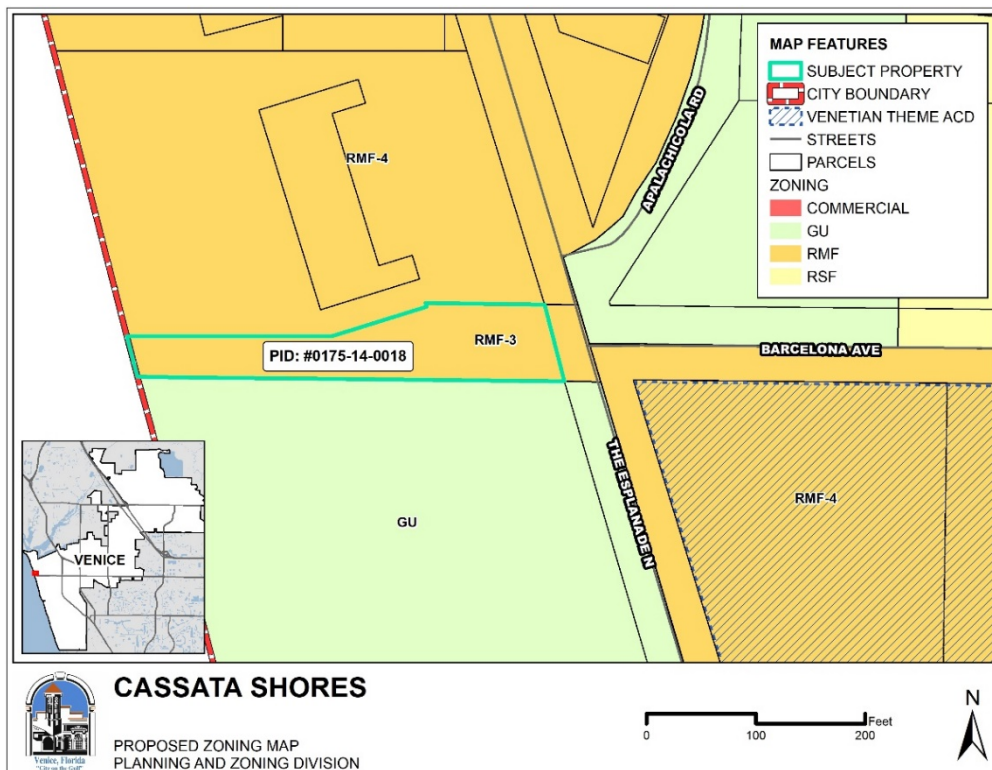 MAP FEATURES
SUBJECT PROPERTY
CITY BOUNDARY
VENETIAN THEME ACD
STREETS
PARCELS
ZONING
COMMERCIAL
GU
RMF
RSF
RMF-4
APALACHICOLA RD
RMF-3
PID: #0175-14-0018
BARCELONA AVE
THE ESPLANADE N
RMF-4
GU
VENICE
CASSATA SHORES
PROPOSED ZONING MAP
PLANNING AND ZONING DIVISION
Venice, Florida
"City on the Gulf"
Feet
0 100 200
N